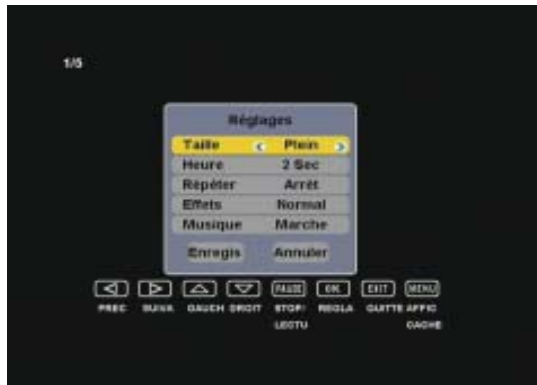 1/5
Réglages
Taille Plein
Heure 2 Sec
Répéter Arrêt
Effets Normal
Musique Marche
Enregis Annuler
PAUSE OK EXIT MENU
PREC SUIVA GAUCH DROIT STOP/ REGLA QUITTE AFFIC
LECTU CACHE